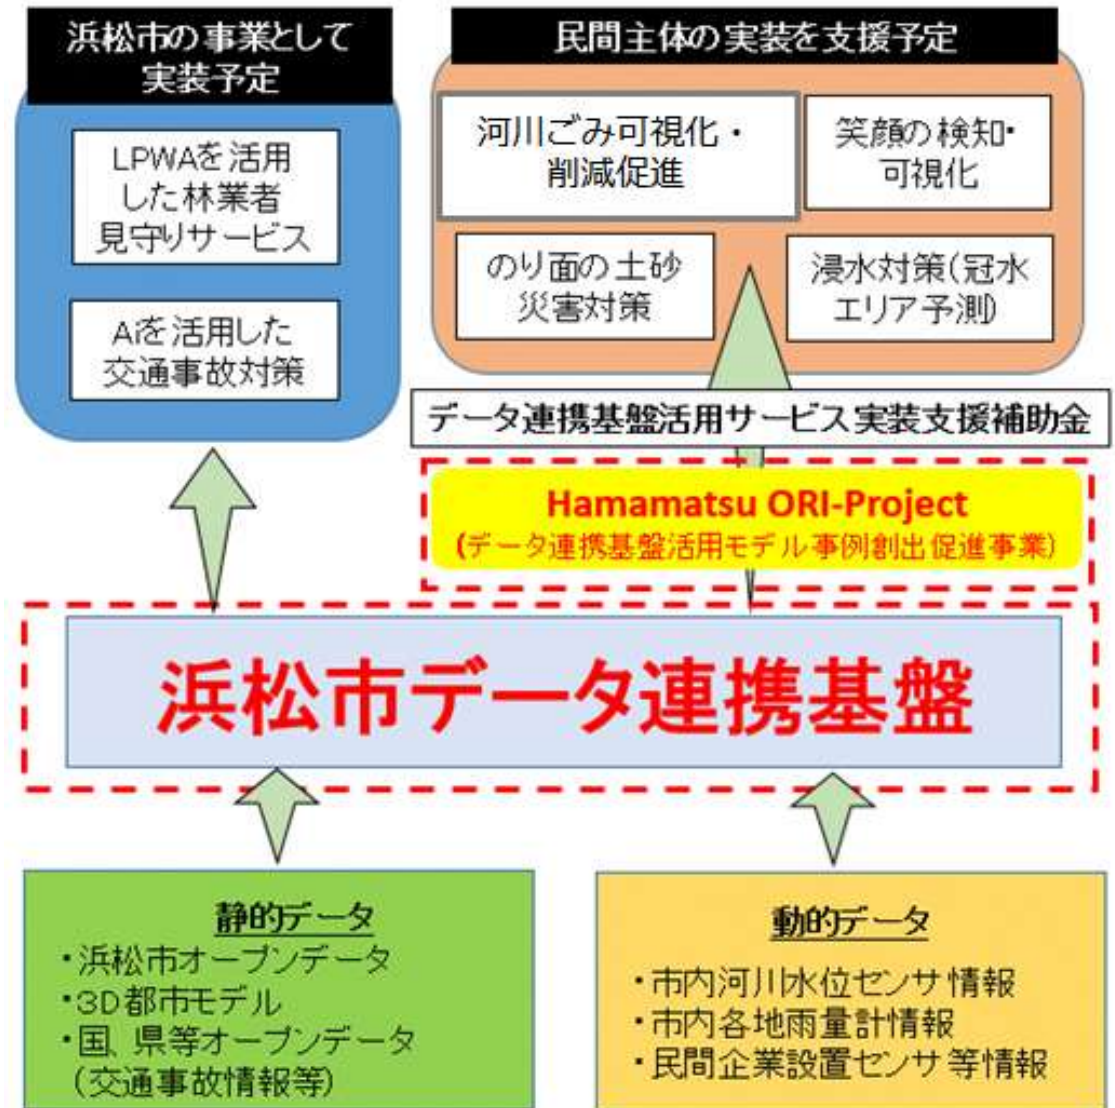 浜松市の事業として
実装予定
LPWAを活用
した林業者
見守りサービス
Aiを活用した
交通事故対策
民間主体の実装を支援予定
河川ごみ可視化・
削減促進
笑顔の検知・
可視化
のり面の土砂
災害対策
浸水対策(冠水
エリア予測)
データ連携基盤活用サービス実装支援補助金
Hamamatsu ORI-Project
(データ連携基盤活用モデル事例創出促進事業)
浜松市データ連携基盤
静的データ
・浜松市オープンデータ
・3D都市モデル
・国、県等オープンデータ
(交通事故情報等)
動的データ
・市内河川水位センサ情報
・市内各地雨量計情報
・民間企業設置センサ等情報